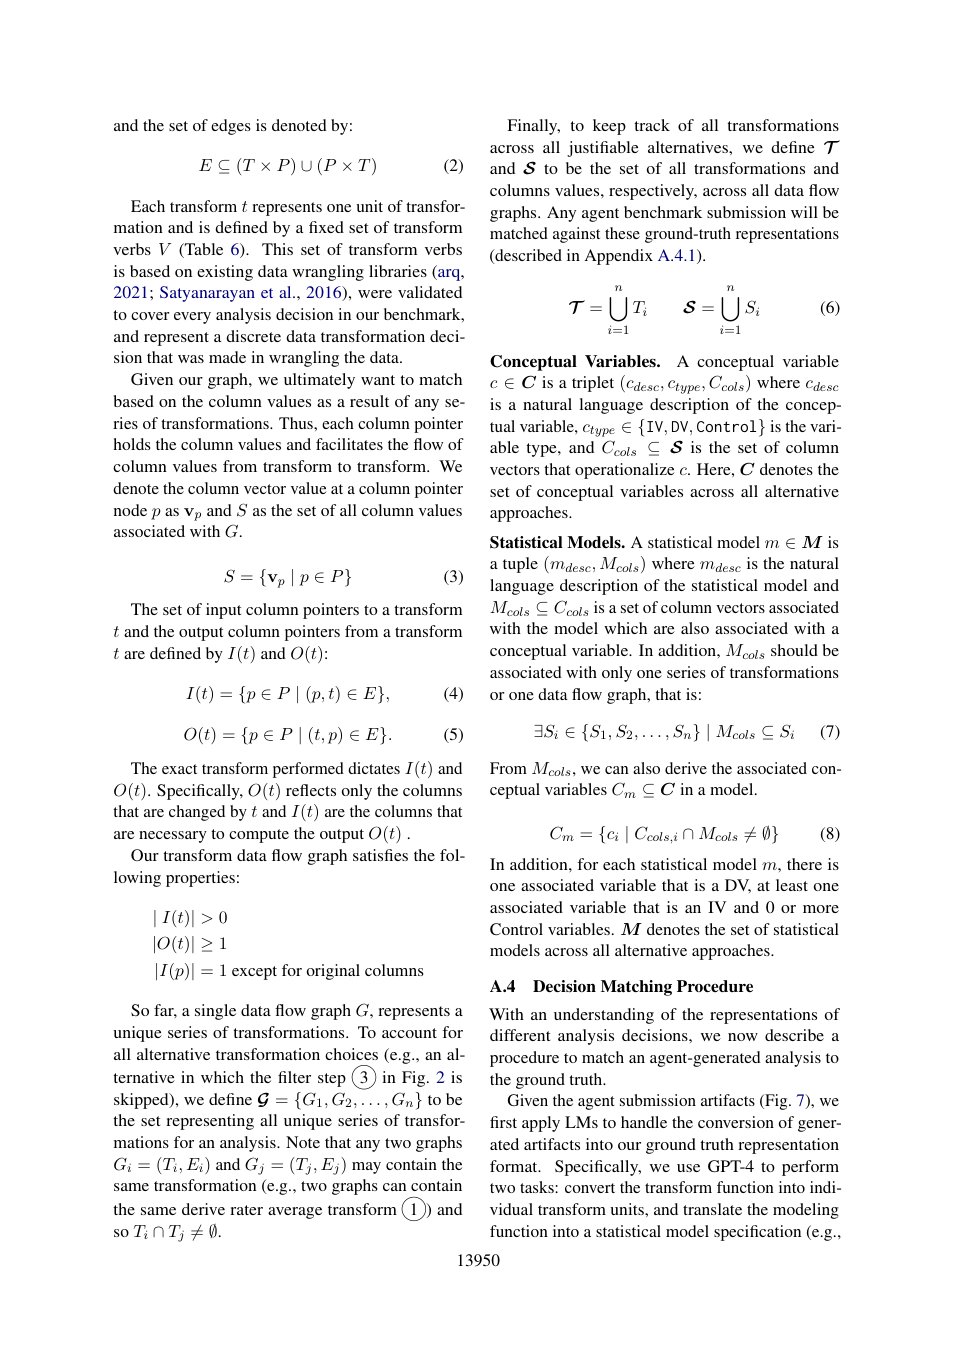 and the set of edges is denoted by:
E ⊆ (T × P) ∪ (P × T) (2)
Each transform t represents one unit of transfor-
mation and is defined by a fixed set of transform
verbs V (Table 6). This set of transform verbs
is based on existing data wrangling libraries (arq,
2021; Satyanarayan et al., 2016), were validated
to cover every analysis decision in our benchmark,
and represent a discrete data transformation deci-
sion that was made in wrangling the data.
Given our graph, we ultimately want to match
based on the column values as a result of any se-
ries of transformations. Thus, each column pointer
holds the column values and facilitates the flow of
column values from transform to transform. We
denote the column vector value at a column pointer
node p as v_p and S as the set of all column values
associated with G.
S = {v_p | p ∈ P} (3)
The set of input column pointers to a transform
t and the output column pointers from a transform
t are defined by I(t) and O(t):
I(t) = {p ∈ P | (p, t) ∈ E}, (4)
O(t) = {p ∈ P | (t, p) ∈ E}. (5)
The exact transform performed dictates I(t) and
O(t). Specifically, O(t) reflects only the columns
that are changed by t and I(t) are the columns that
are necessary to compute the output O(t) .
Our transform data flow graph satisfies the fol-
lowing properties:
| I(t)| > 0
|O(t)| ≥ 1
|I(p)| = 1 except for original columns
So far, a single data flow graph G, represents a
unique series of transformations. To account for
all alternative transformation choices (e.g., an al-
ternative in which the filter step ③ in Fig. 2 is
skipped), we define 𝓖 = {G_1, G_2, . . . , G_n} to be
the set representing all unique series of transfor-
mations for an analysis. Note that any two graphs
G_i = (T_i, E_i) and G_j = (T_j, E_j) may contain the
same transformation (e.g., two graphs can contain
the same derive rater average transform ①) and
so T_i ∩ T_j ≠ ∅.
Finally, to keep track of all transformations
across all justifiable alternatives, we define 𝓣
and 𝓢 to be the set of all transformations and
columns values, respectively, across all data flow
graphs. Any agent benchmark submission will be
matched against these ground-truth representations
(described in Appendix A.4.1).
𝓣 = ⋃_{i=1}^{n} T_i 𝓢 = ⋃_{i=1}^{n} S_i (6)
Conceptual Variables. A conceptual variable
c ∈ C is a triplet (c_desc, c_type, C_cols) where c_desc
is a natural language description of the concep-
tual variable, c_type ∈ {IV, DV, Control} is the vari-
able type, and C_cols ⊆ 𝓢 is the set of column
vectors that operationalize c. Here, C denotes the
set of conceptual variables across all alternative
approaches.
Statistical Models. A statistical model m ∈ M is
a tuple (m_desc, M_cols) where m_desc is the natural
language description of the statistical model and
M_cols ⊆ C_cols is a set of column vectors associated
with the model which are also associated with a
conceptual variable. In addition, M_cols should be
associated with only one series of transformations
or one data flow graph, that is:
∃S_i ∈ {S_1, S_2, . . . , S_n} | M_cols ⊆ S_i (7)
From M_cols, we can also derive the associated con-
ceptual variables C_m ⊆ C in a model.
C_m = {c_i | C_cols,i ∩ M_cols ≠ ∅} (8)
In addition, for each statistical model m, there is
one associated variable that is a DV, at least one
associated variable that is an IV and 0 or more
Control variables. M denotes the set of statistical
models across all alternative approaches.
A.4 Decision Matching Procedure
With an understanding of the representations of
different analysis decisions, we now describe a
procedure to match an agent-generated analysis to
the ground truth.
Given the agent submission artifacts (Fig. 7), we
first apply LMs to handle the conversion of gener-
ated artifacts into our ground truth representation
format. Specifically, we use GPT-4 to perform
two tasks: convert the transform function into indi-
vidual transform units, and translate the modeling
function into a statistical model specification (e.g.,
13950